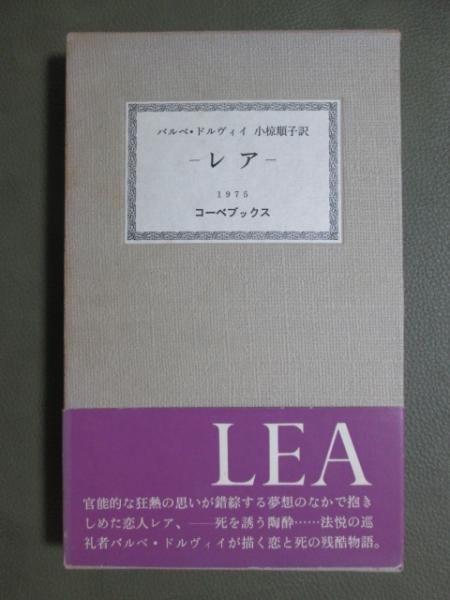 バルベ・ドルヴィイ 小椋順子訳
―レア―
1975
コーベブックス
LEA
官能的な狂熱の思いが錯綜する夢想のなかで抱き
しめた恋人レア、――死を誘う陶酔……法悦の巡
礼者バルベ・ドルヴィイが描く恋と死の残酷物語。